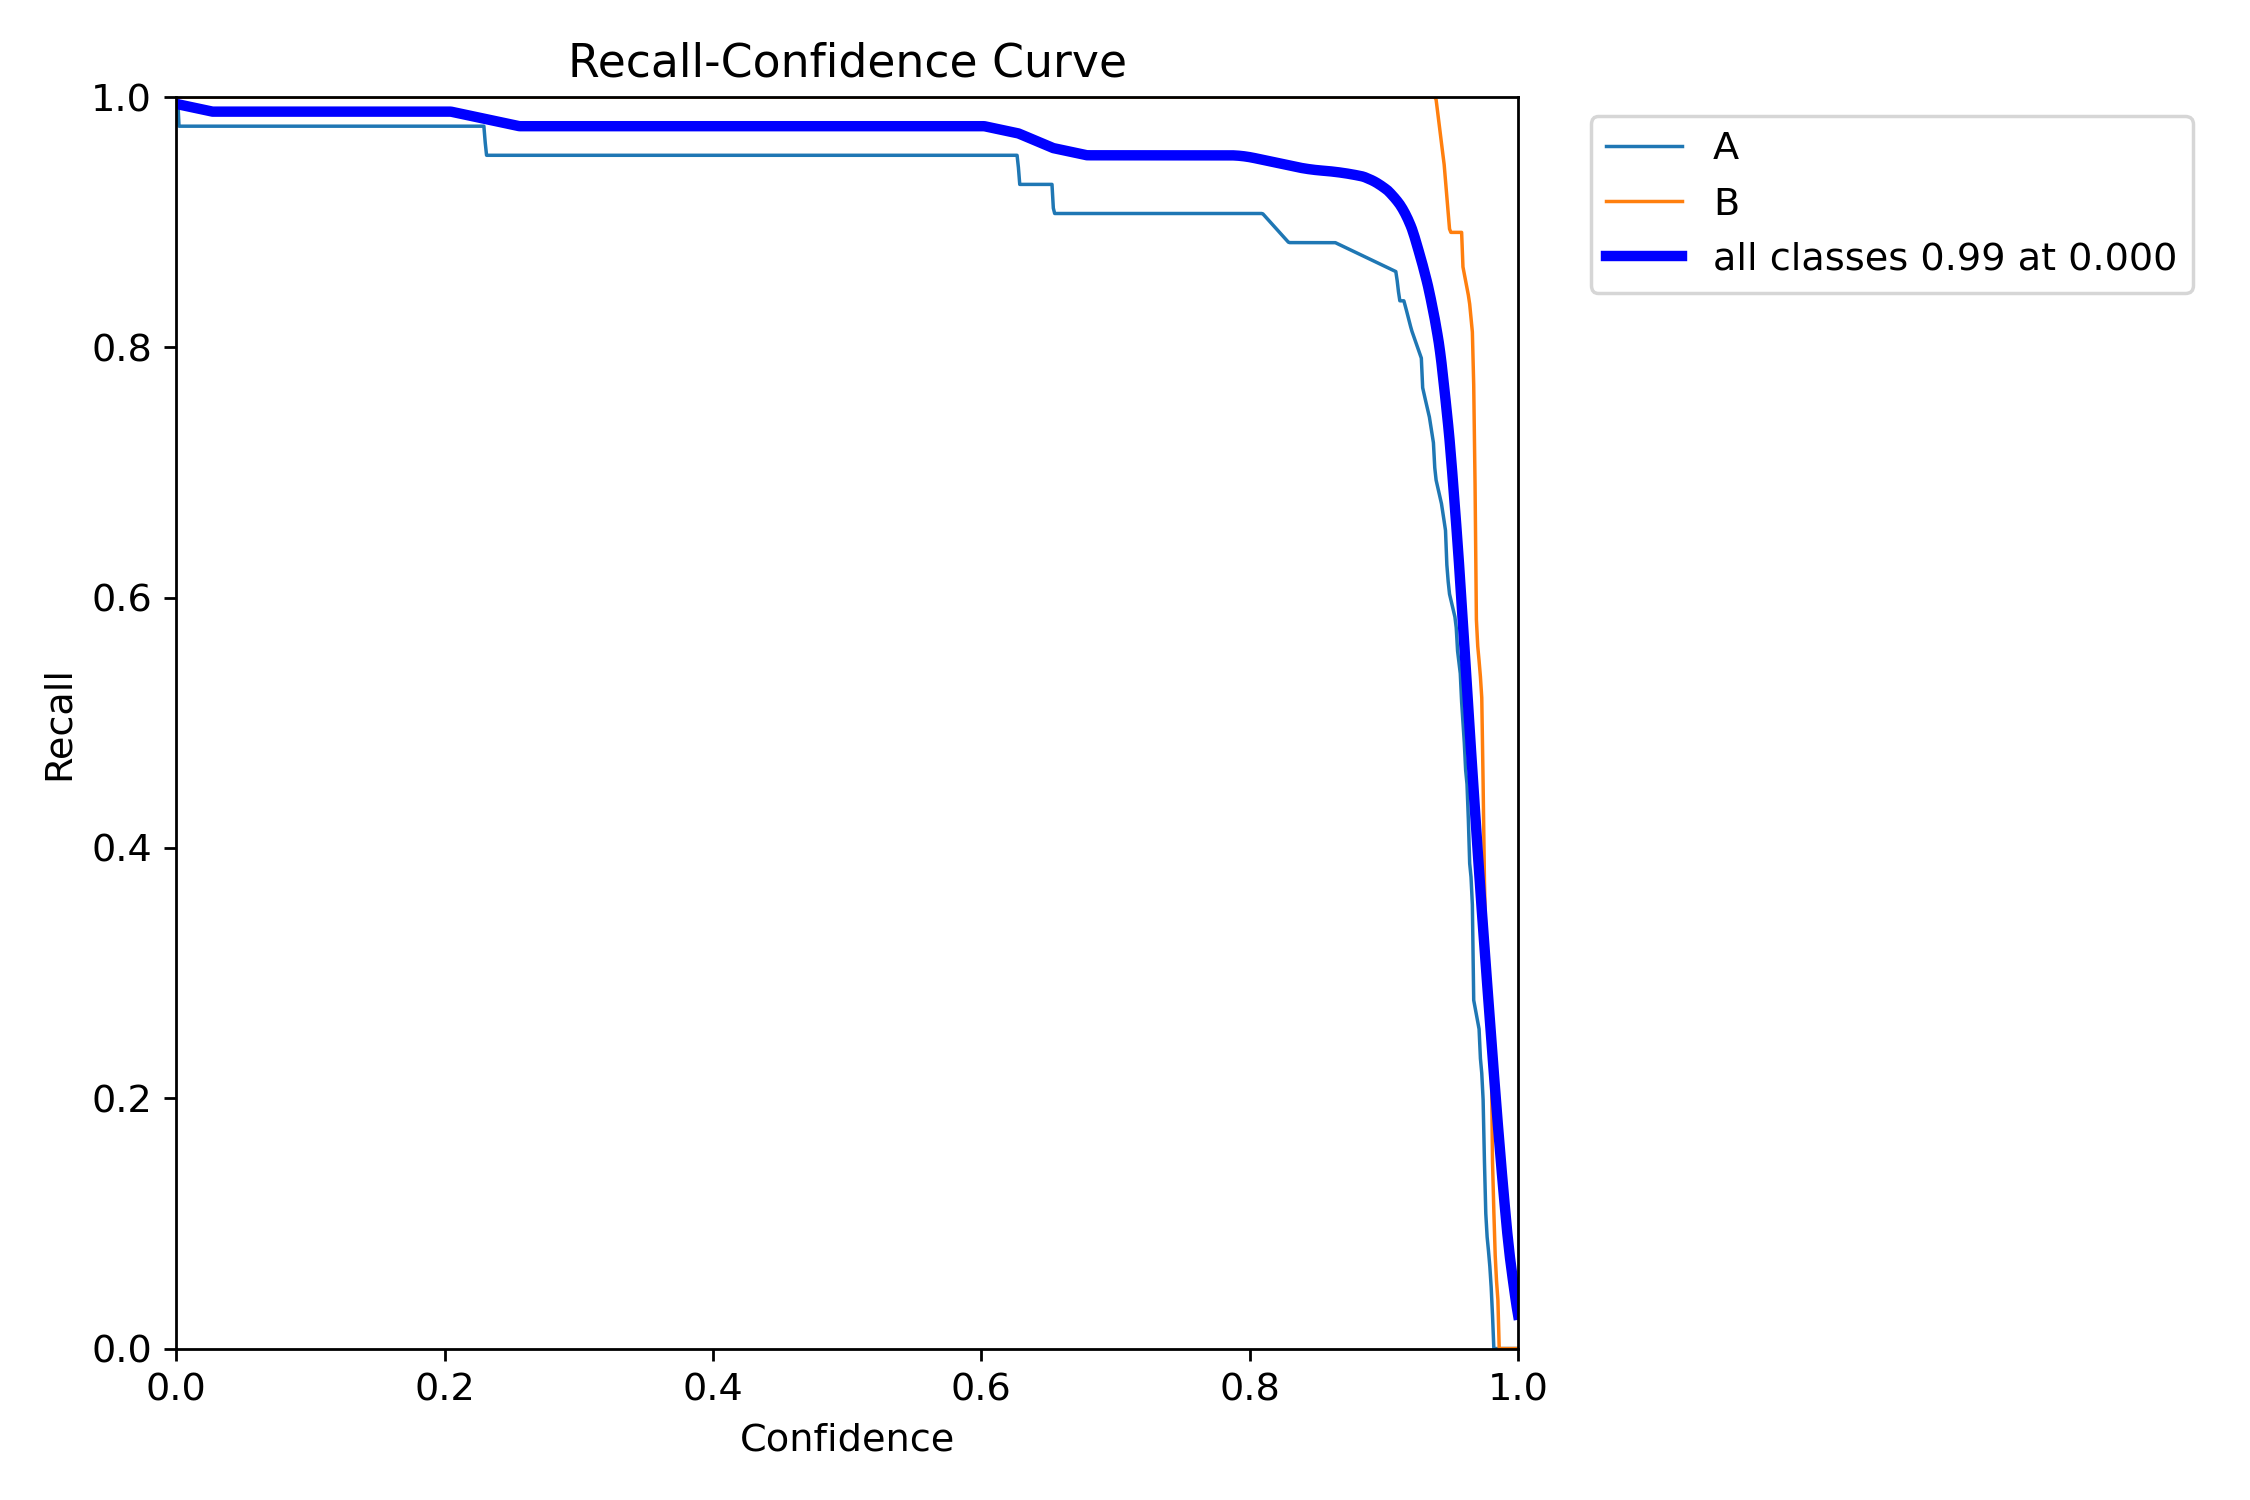 Recall-Confidence Curve
1.0
0.8
0.6
0.4
0.2
0.0
Recall
0.0 0.2 0.4 0.6 0.8 1.0
Confidence
A
B
all classes 0.99 at 0.000